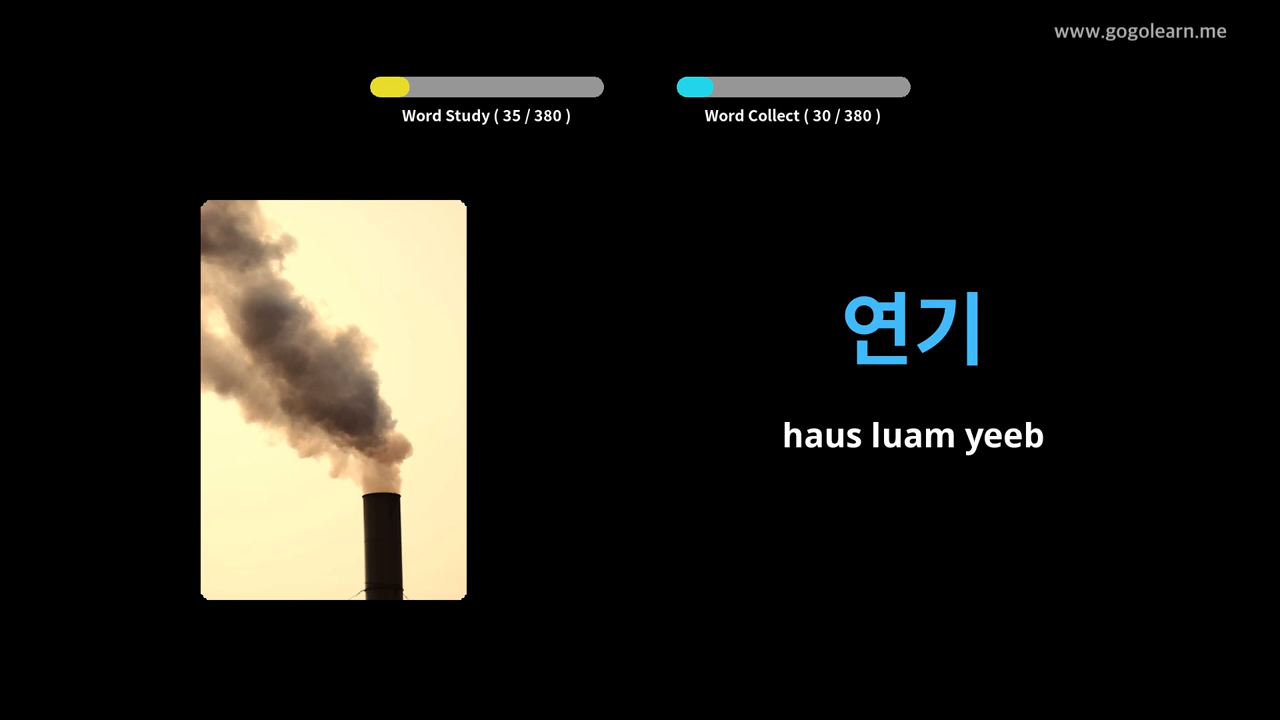 www.gogolearn.me
Word Study ( 35 / 380 )
Word Collect ( 30 / 380 )
연기
haus luam yeeb